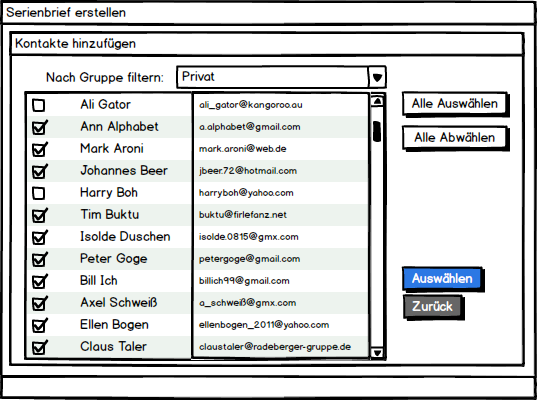 Serienbrief erstellen
Kontakte hinzufügen
Nach Gruppe filtern: Privat
Ali Gator ali_gator@kangoroo.au Alle Auswählen
Ann Alphabet a.alphabet@gmail.com
Mark Aroni mark.aroni@web.de Alle Abwählen
Johannes Beer jbeer.72@hotmail.com
Harry Boh harryboh@yahoo.com
Tim Buktu buktu@firlefanz.net
Isolde Duschen isolde.0815@gmx.com
Peter Goge petergoge@gmail.com
Bill Ich billich99@gmail.com Auswählen
Axel Schweiß a_schweiß@gmx.com Zurück
Ellen Bogen ellenbogen_2011@yahoo.com
Claus Taler claustaler@radeberger-gruppe.de